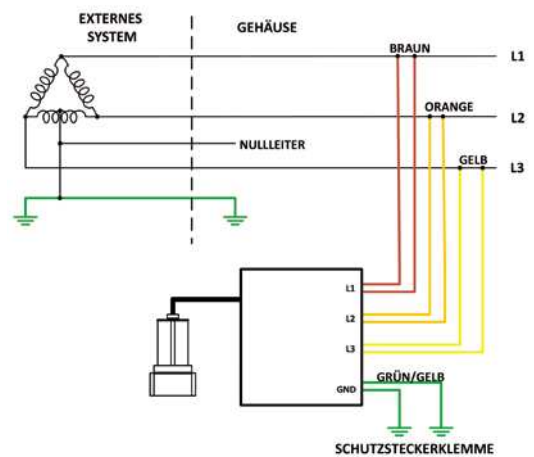 EXTERNES
SYSTEM
GEHÄUSE
BRAUN
L1
ORANGE
L2
NULLLEITER
GELB
L3
L1
L2
L3
GRÜN/GELB
GND
SCHUTZSTECKERKLEMME